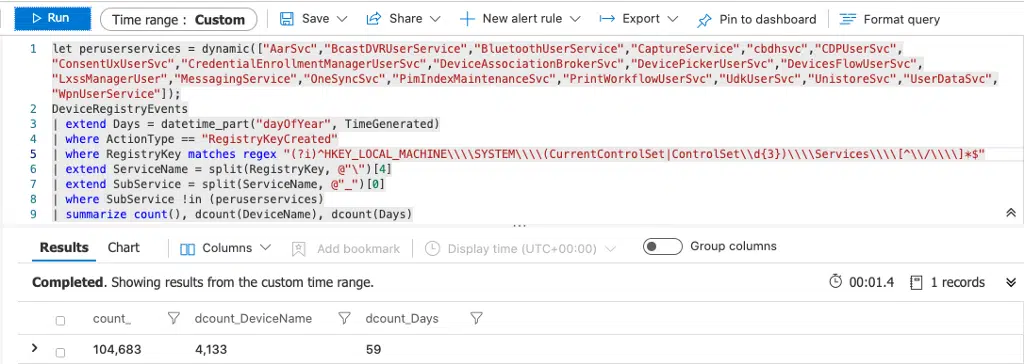 Run Time range : Custom Save Share New alert rule Export Pin to dashboard Format query
1 let peruserservices = dynamic(["AarSvc","BcastDVRUserService","BluetoothUserService","CaptureService","cbdhsvc","CDPUserSvc",
"ConsentUxUserSvc","CredentialEnrollmentManagerUserSvc","DeviceAssociationBrokerSvc","DevicePickerUserSvc","DevicesFlowUserSvc",
"LxssManagerUser","MessagingService","OneSyncSvc","PimIndexMaintenanceSvc","PrintWorkflowUserSvc","UdkUserSvc","UnistoreSvc","UserDataSvc",
"WpnUserService"]);
2 DeviceRegistryEvents
3 | extend Days = datetime_part("dayOfYear", TimeGenerated)
4 | where ActionType == "RegistryKeyCreated"
5 | where RegistryKey matches regex "(?i)^HKEY_LOCAL_MACHINE\\\\SYSTEM\\\\(CurrentControlSet|ControlSet\\d{3})\\\\Services\\\\[^\\/\\\\]*$"
6 | extend ServiceName = split(RegistryKey, @"\")[4]
7 | extend SubService = split(ServiceName, @"_")[0]
8 | where SubService !in (peruserservices)
9 | summarize count(), dcount(DeviceName), dcount(Days)
Results Chart Columns Add bookmark Display time (UTC+00:00) Group columns
Completed. Showing results from the custom time range. 00:01.4 1 records
count_ dcount_DeviceName dcount_Days
104,683 4,133 59